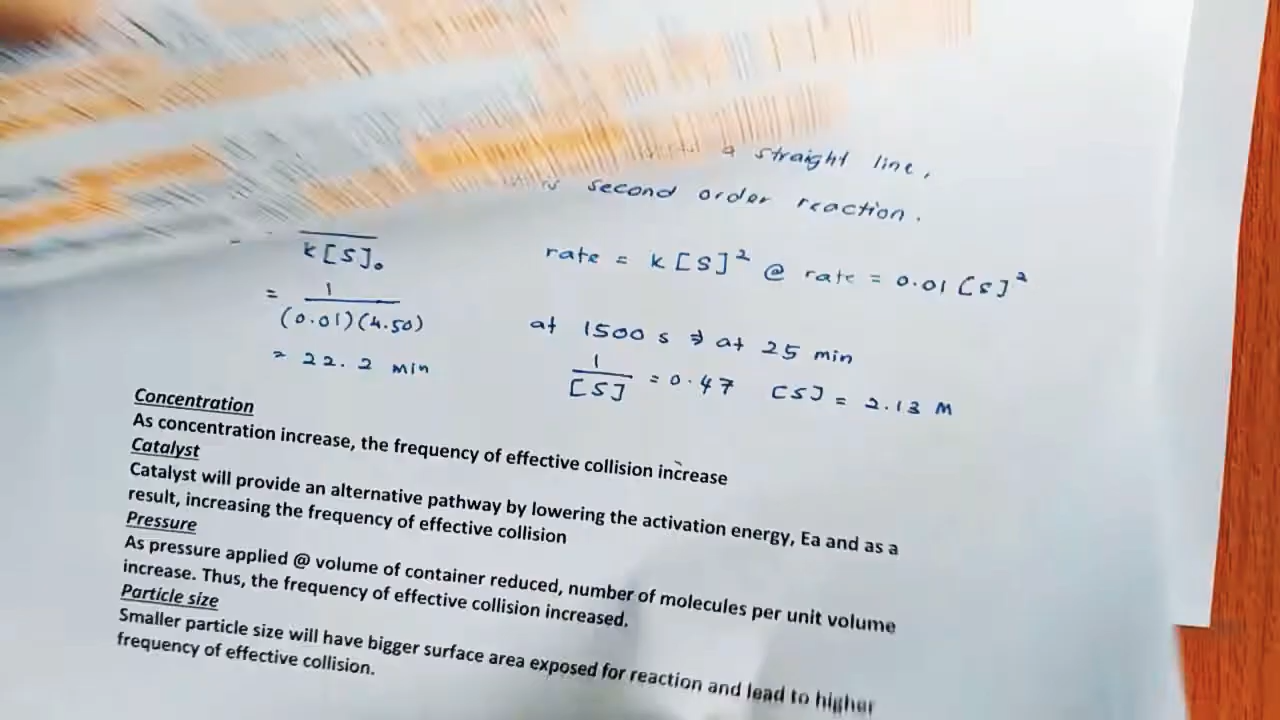 a straight line,
is second order reaction.
k[S]₀
rate = k[S]² @ rate = 0.01 [S]²
= 1
(0.01)(4.50)
at 1500 s ⇒ at 25 min
= 22.2 min
1
[S] = 0.47 [S] = 2.13 M
Concentration
As concentration increase, the frequency of effective collision increase
Catalyst
Catalyst will provide an alternative pathway by lowering the activation energy, Ea and as a
result, increasing the frequency of effective collision
Pressure
As pressure applied @ volume of container reduced, number of molecules per unit volume
increase. Thus, the frequency of effective collision increased.
Particle size
Smaller particle size will have bigger surface area exposed for reaction and lead to higher
frequency of effective collision.